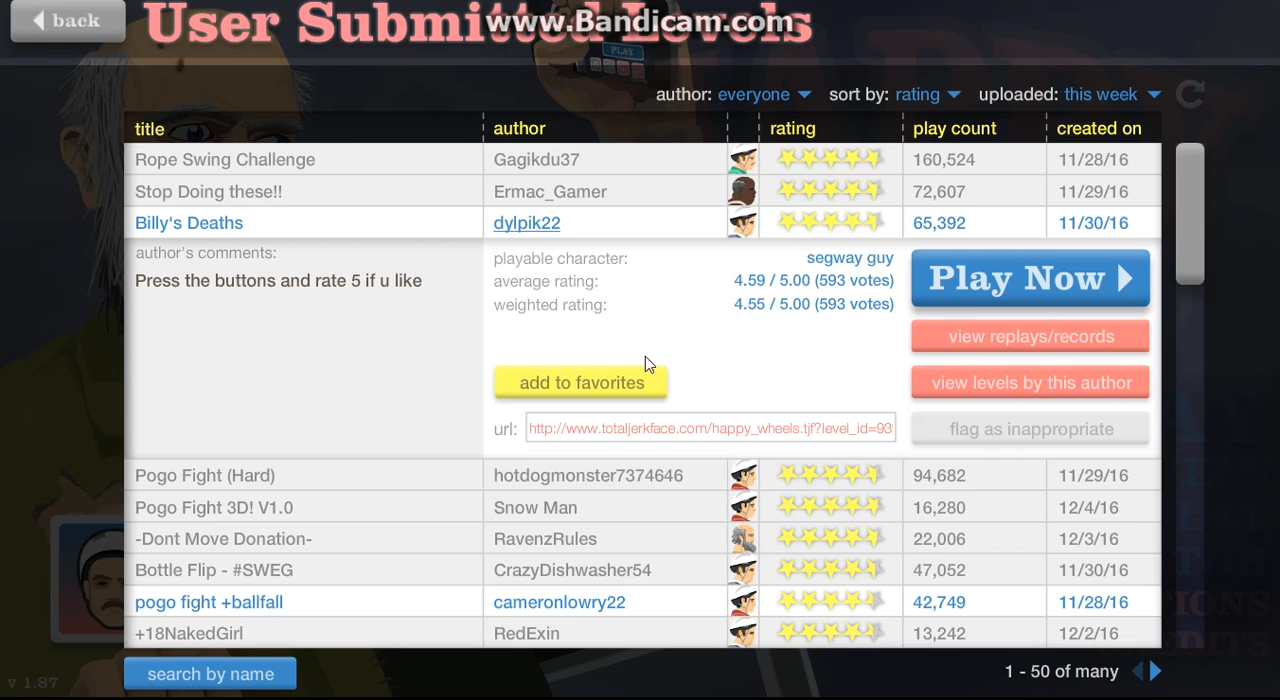 back
User Submitted Levels
www.Bandicam.com
PLAY
author: everyone sort by: rating uploaded: this week
title author rating play count created on
Rope Swing Challenge Gagikdu37 160,524 11/28/16
Stop Doing these!! Ermac_Gamer 72,607 11/29/16
Billy's Deaths dylpik22 65,392 11/30/16
author's comments:
Press the buttons and rate 5 if u like
playable character: segway guy
average rating: 4.59 / 5.00 (593 votes)
weighted rating: 4.55 / 5.00 (593 votes)
Play Now
view replays/records
add to favorites
view levels by this author
url: http://www.totaljerkface.com/happy_wheels.tjf?level_id=93
flag as inappropriate
Pogo Fight (Hard) hotdogmonster7374646 94,682 11/29/16
Pogo Fight 3D! V1.0 Snow Man 16,280 12/4/16
-Dont Move Donation- RavenzRules 22,006 12/3/16
Bottle Flip - #SWEG CrazyDishwasher54 47,052 11/30/16
pogo fight +ballfall cameronlowry22 42,749 11/28/16
+18NakedGirl RedExin 13,242 12/2/16
search by name
1 - 50 of many
v 1.87